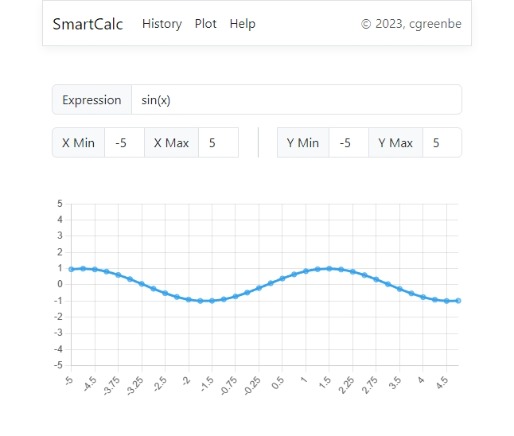 SmartCalc History Plot Help © 2023, cgreenbe
Expression sin(x)
X Min -5 X Max 5 Y Min -5 Y Max 5
5
4
3
2
1
0
-1
-2
-3
-4
-5
-5 -4.5 -3.75 -3.25 -2.5 -2 -1.5 -0.75 -0.25 0.5 1 1.5 2.25 2.75 3.5 4 4.5